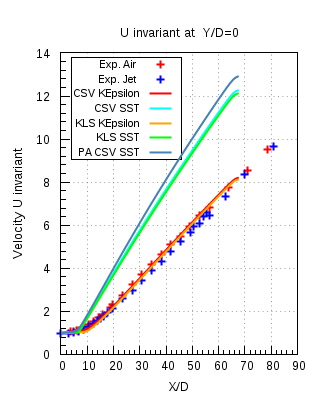 U invariant at Y/D=0
14
12
10
8
6
4
2
0
Velocity U invariant
Exp. Air
Exp. Jet
CSV KEpsilon
CSV SST
KLS KEpsilon
KLS SST
PA CSV SST
0 10 20 30 40 50 60 70 80 90
X/D